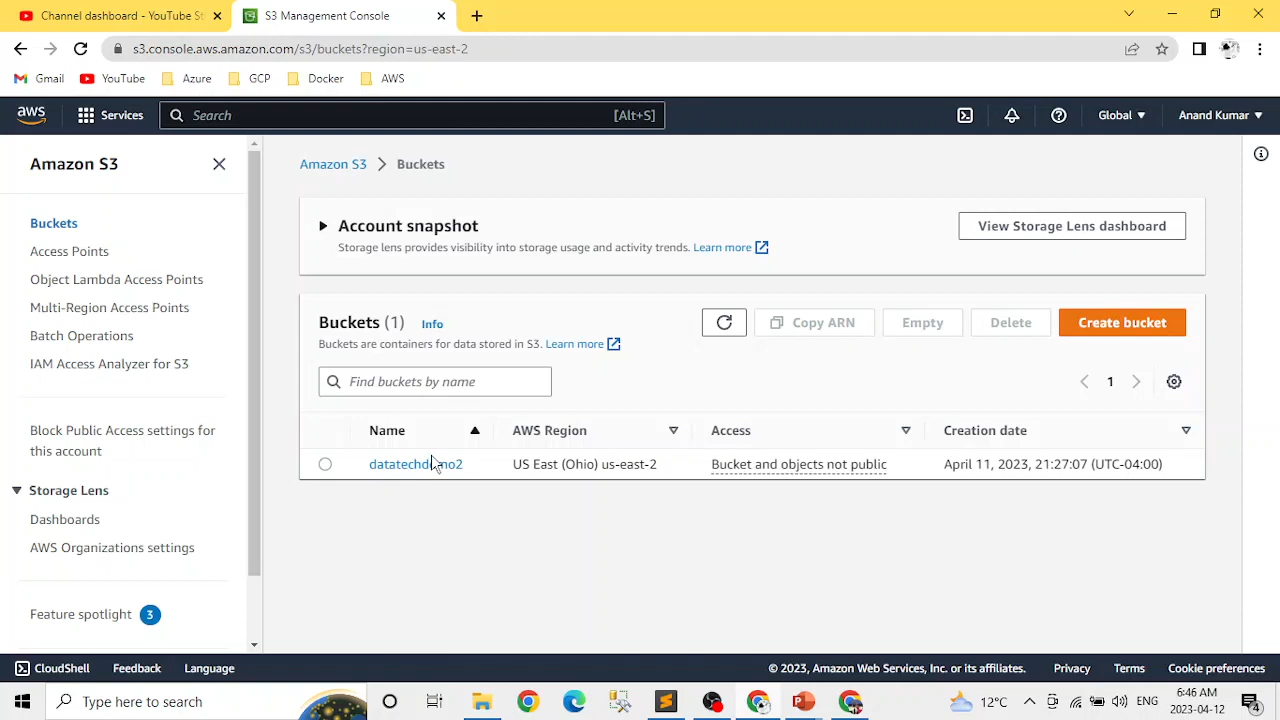 Channel dashboard - YouTube St
S3 Management Console
s3.console.aws.amazon.com/s3/buckets?region=us-east-2
Gmail YouTube Azure GCP Docker AWS
aws Services Search [Alt+S] Global Anand Kumar
Amazon S3
Buckets
Access Points
Object Lambda Access Points
Multi-Region Access Points
Batch Operations
IAM Access Analyzer for S3
Block Public Access settings for
this account
Storage Lens
Dashboards
AWS Organizations settings
Feature spotlight 3
Amazon S3 Buckets
Account snapshot
Storage lens provides visibility into storage usage and activity trends. Learn more
View Storage Lens dashboard
Buckets (1) Info
Buckets are containers for data stored in S3. Learn more
Copy ARN Empty Delete Create bucket
Find buckets by name
1
Name AWS Region Access Creation date
datatechdemo2 US East (Ohio) us-east-2 Bucket and objects not public April 11, 2023, 21:27:07 (UTC-04:00)
CloudShell Feedback Language © 2023, Amazon Web Services, Inc. or its affiliates. Privacy Terms Cookie preferences
Type here to search
12°C
ENG
6:46 AM
2023-04-12
4